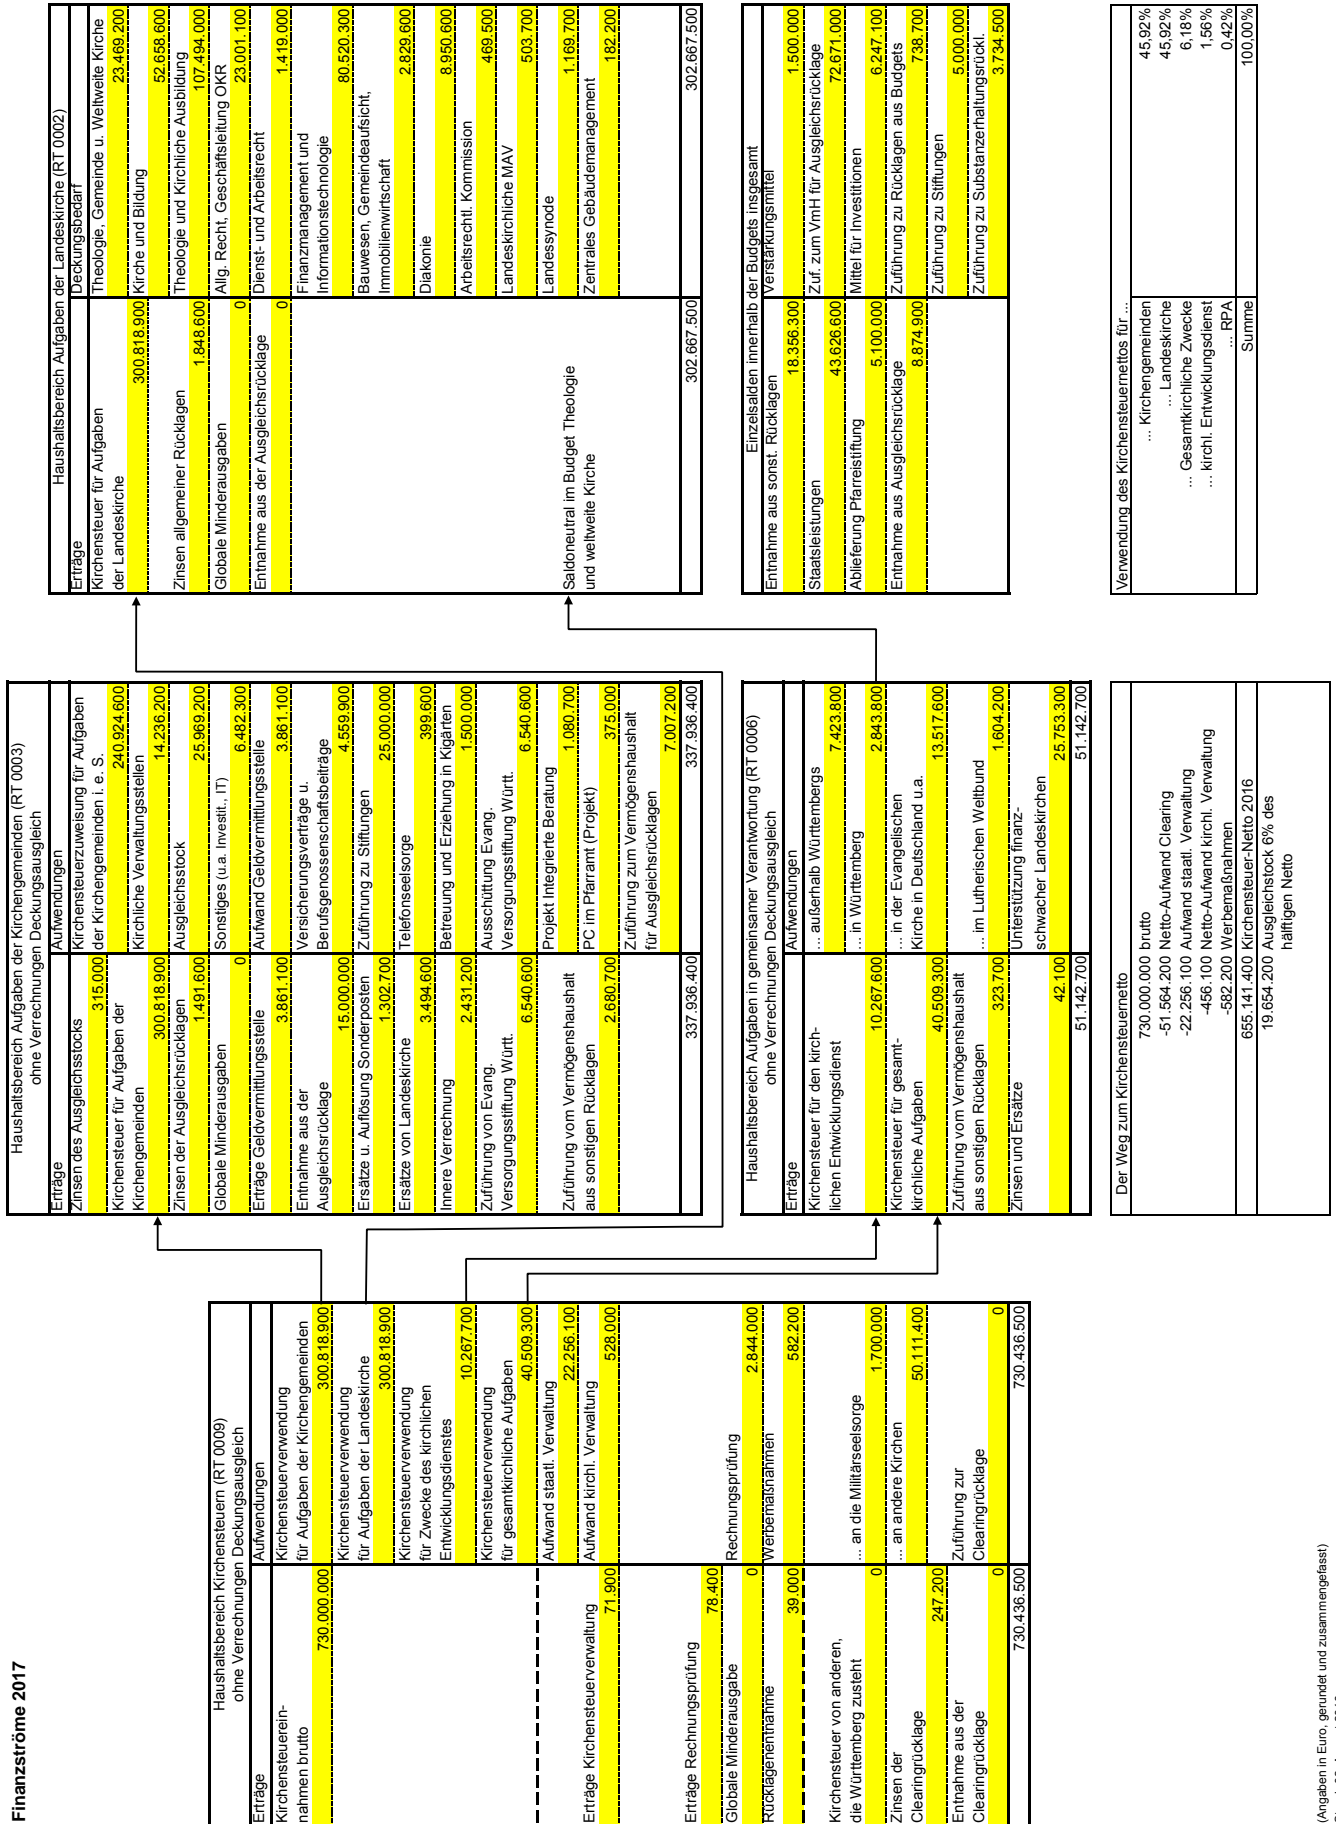 Finanzströme 2017
Haushaltsbereich Kirchensteuern (RT 0009)
ohne Verrechnungen Deckungsausgleich
Erträge
Kirchensteuerein-
nahmen brutto
730.000.000
Erträge Kirchensteuerverwaltung
71.900
Erträge Rechnungsprüfung
78.400
Globale Minderausgabe
0
Rücklagenentnahme
39.000
Kirchensteuer von anderen,
die Württemberg zusteht
0
Zinsen der
Clearingrücklage
247.200
Entnahme aus der
Clearingrücklage
0
730.436.500
Aufwendungen
Kirchensteuerverwendung
für Aufgaben der Kirchengemeinden
300.818.900
Kirchensteuerverwendung
für Aufgaben der Landeskirche
300.818.900
Kirchensteuerverwendung
für Zwecke des kirchlichen
Entwicklungsdienstes
10.267.700
Kirchensteuerverwendung
für gesamtkirchliche Aufgaben
40.509.300
Aufwand staatl. Verwaltung
22.256.100
Aufwand kirchl. Verwaltung
528.000
Rechnungsprüfung
2.844.000
Werbemaßnahmen
582.200
... an die Militärseelsorge
1.700.000
... an andere Kirchen
50.111.400
Zuführung zur
Clearingrücklage
0
730.436.500
Haushaltsbereich Aufgaben der Kirchengemeinden (RT 0003)
ohne Verrechnungen Deckungsausgleich
Erträge
Zinsen des Ausgleichsstocks
315.000
Kirchensteuer für Aufgaben der
Kirchengemeinden
300.818.900
Zinsen der Ausgleichsrücklagen
1.491.600
Globale Minderausgaben
0
Erträge Geldvermittlungsstelle
3.861.100
Entnahme aus der
Ausgleichsrücklage
15.000.000
Ersätze u. Auflösung Sonderposten
1.302.700
Ersätze von Landeskirche
3.494.600
Innere Verrechnung
2.431.200
Zuführung von Evang.
Versorgungsstiftung Württ.
6.540.600
Zuführung vom Vermögenshaushalt
aus sonstigen Rücklagen
2.680.700
337.936.400
Aufwendungen
Kirchensteuerzuweisung für Aufgaben
der Kirchengemeinden i. e. S.
240.924.600
Kirchliche Verwaltungsstellen
14.236.200
Ausgleichsstock
25.969.200
Sonstiges (u.a. Investit., IT)
6.482.300
Aufwand Geldvermittlungsstelle
3.861.100
Versicherungsverträge u.
Berufsgenossenschaftsbeiträge
4.559.900
Zuführung zu Stiftungen
25.000.000
Telefonseelsorge
399.600
Betreuung und Erziehung in Kigärten
1.500.000
Ausschüttung Evang.
Versorgungsstiftung Württ.
6.540.600
Projekt Integrierte Beratung
1.080.700
PC im Pfarramt (Projekt)
375.000
Zuführung zum Vermögenshaushalt
für Ausgleichsrücklagen
7.007.200
337.936.400
Haushaltsbereich Aufgaben der Landeskirche (RT 0002)
Erträge
Kirchensteuer für Aufgaben
der Landeskirche
300.818.900
Zinsen allgemeiner Rücklagen
1.848.600
Globale Minderausgaben
0
Entnahme aus der Ausgleichsrücklage
0
Saldoneutral im Budget Theologie
und weltweite Kirche
302.667.500
Deckungsbedarf
Theologie, Gemeinde u. Weltweite Kirche
23.469.200
Kirche und Bildung
52.658.600
Theologie und Kirchliche Ausbildung
107.494.000
Allg. Recht, Geschäftsleitung OKR
23.001.100
Dienst- und Arbeitsrecht
1.419.000
Finanzmanagement und
Informationstechnologie
80.520.300
Bauwesen, Gemeindeaufsicht,
Immobilienwirtschaft
2.829.600
Diakonie
8.950.600
Arbeitsrechtl. Kommission
469.500
Landeskirchliche MAV
503.700
Landessynode
1.169.700
Zentrales Gebäudemanagement
182.200
302.667.500
Haushaltsbereich Aufgaben in gemeinsamer Verantwortung (RT 0006)
ohne Verrechnungen Deckungsausgleich
Erträge
Kirchensteuer für den kirch-
lichen Entwicklungsdienst
10.267.600
Kirchensteuer für gesamt-
kirchliche Aufgaben
40.509.300
Zuführung vom Vermögenshaushalt
aus sonstigen Rücklagen
323.700
Zinsen und Ersätze
42.100
51.142.700
Aufwendungen
... außerhalb Württembergs
7.423.800
... in Württemberg
2.843.800
... in der Evangelischen
Kirche in Deutschland u.a.
13.517.600
... im Lutherischen Weltbund
1.604.200
Unterstützung finanz-
schwacher Landeskirchen
25.753.300
51.142.700
Einzelsalden innerhalb der Budgets insgesamt
Entnahme aus sonst. Rücklagen
18.356.300
Staatsleistungen
43.626.600
Ablieferung Pfarreistiftung
5.100.000
Entnahme aus Ausgleichsrücklage
8.874.900
Verstärkungsmittel
1.500.000
Zuf. zum VmH für Ausgleichsrücklage
72.671.000
Mittel für Investitionen
6.247.100
Zuführung zu Rücklagen aus Budgets
738.700
Zuführung zu Stiftungen
5.000.000
Zuführung zu Substanzerhaltungsrückl.
3.734.500
Der Weg zum Kirchensteuernetto
730.000.000 brutto
-51.564.200 Netto-Aufwand Clearing
-22.256.100 Aufwand staatl. Verwaltung
-456.100 Netto-Aufwand kirchl. Verwaltung
-582.200 Werbemaßnahmen
655.141.400 Kirchensteuer-Netto 2016
19.654.200 Ausgleichstock 6% des
hälftigen Netto
Verwendung des Kirchensteuernettos für ...
... Kirchengemeinden 45,92%
... Landeskirche 45,92%
... Gesamtkirchliche Zwecke 6,18%
... kirchl. Entwicklungsdienst 1,56%
... RPA 0,42%
Summe 100,00%
(Angaben in Euro, gerundet und zusammengefasst)